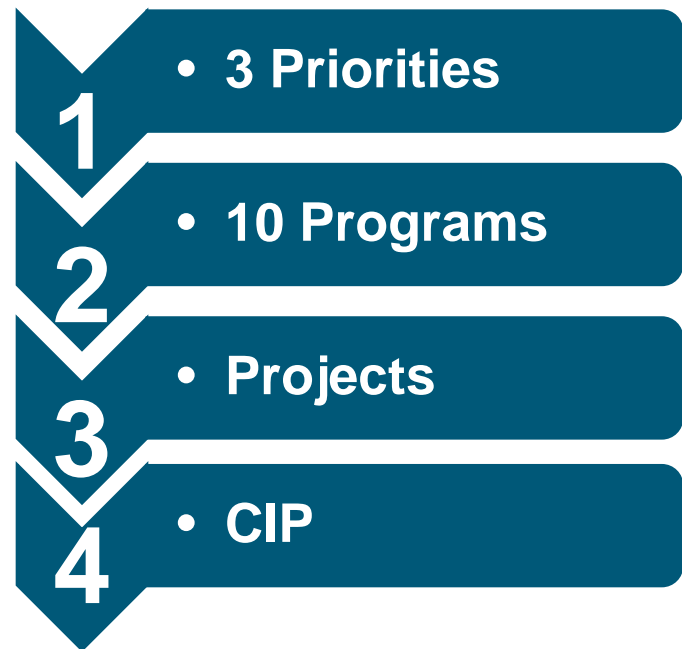 1
• 3 Priorities
2
• 10 Programs
3
• Projects
4
• CIP